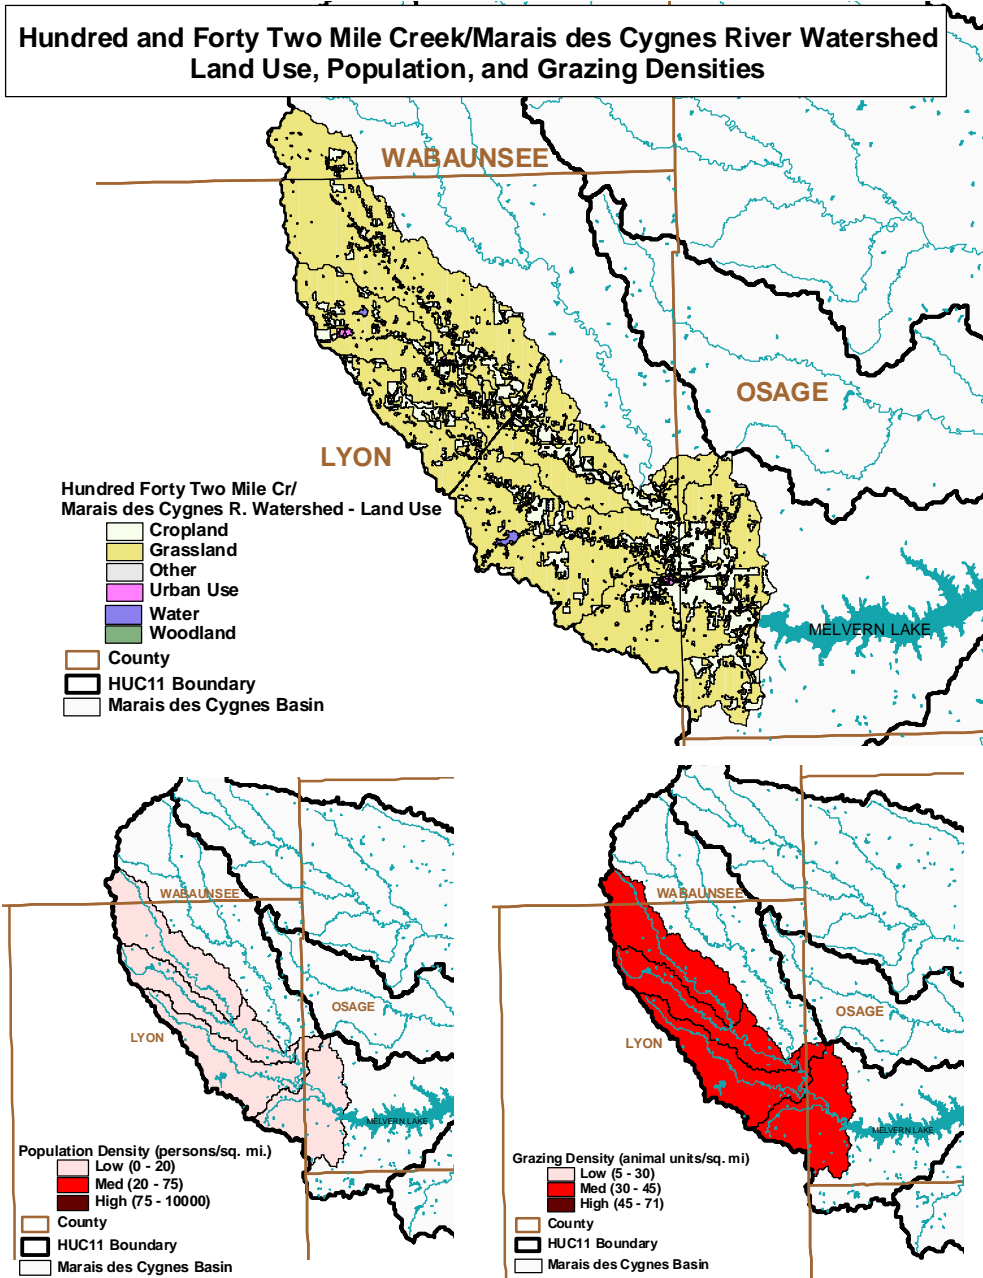 Hundred and Forty Two Mile Creek/Marais des Cygnes River Watershed
Land Use, Population, and Grazing Densities
WABAUNSEE
OSAGE
LYON
MELVERN LAKE
Hundred Forty Two Mile Cr/
Marais des Cygnes R. Watershed - Land Use
Cropland
Grassland
Other
Urban Use
Water
Woodland
County
HUC11 Boundary
Marais des Cygnes Basin
WABAUNSEE
OSAGE
LYON
MELVERN LAKE
Population Density (persons/sq. mi.)
Low (0 - 20)
Med (20 - 75)
High (75 - 10000)
County
HUC11 Boundary
Marais des Cygnes Basin
WABAUNSEE
OSAGE
LYON
MELVERN LAKE
Grazing Density (animal units/sq. mi)
Low (5 - 30)
Med (30 - 45)
High (45 - 71)
County
HUC11 Boundary
Marais des Cygnes Basin